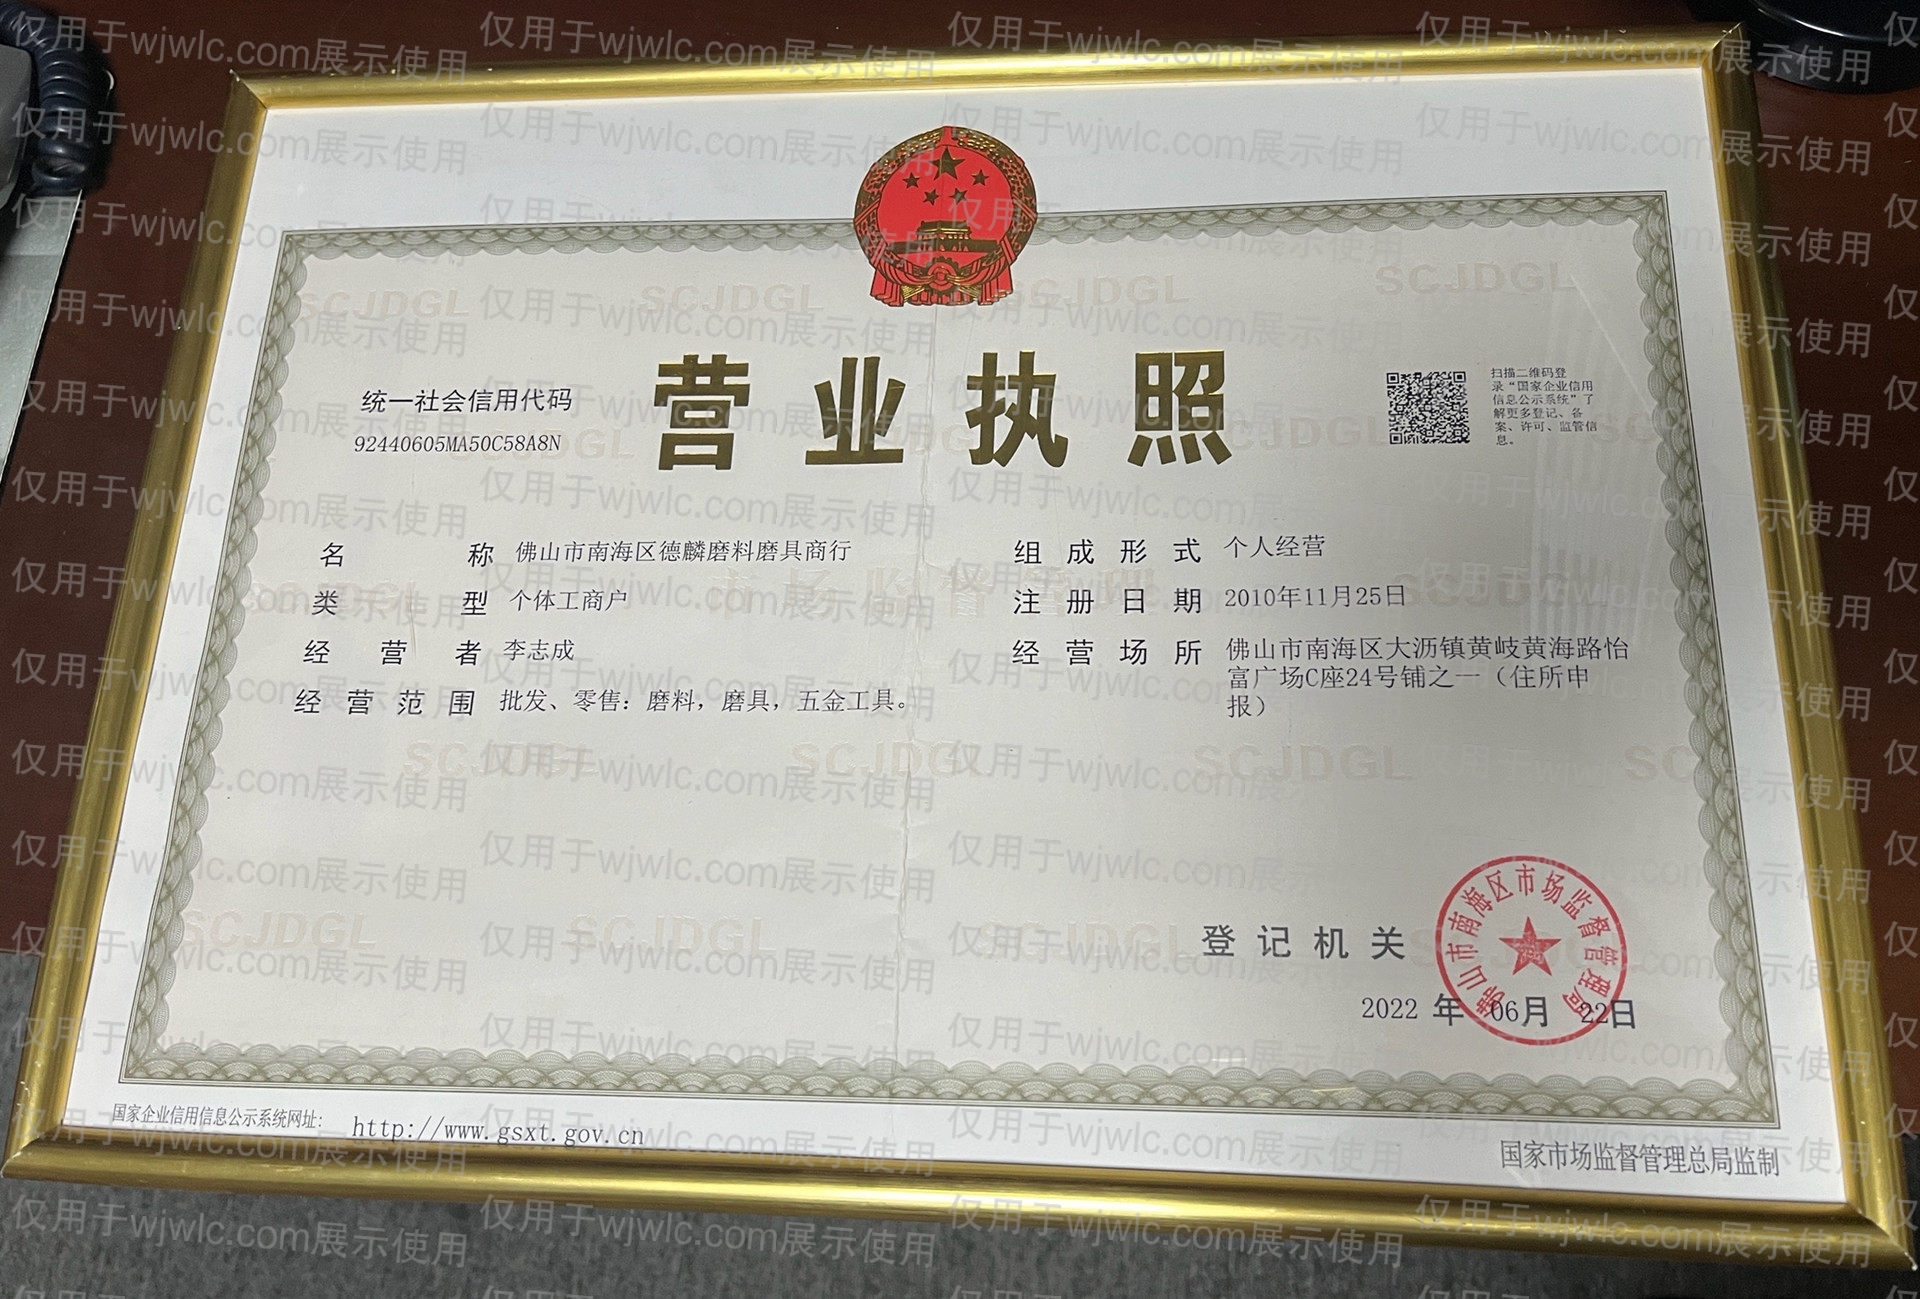 营业执照
统一社会信用代码
92440605MA50C58A8N
扫描二维码登
录“国家企业信用
信息公示系统”了
解更多登记、备
案、许可、监管信
息。
名称 佛山市南海区德麟磨料磨具商行
类型 个体工商户
经营者 李志成
经营范围 批发、零售：磨料，磨具，五金工具。
组成形式 个人经营
注册日期 2010年11月25日
经营场所 佛山市南海区大沥镇黄岐黄海路怡
富广场C座24号铺之一（住所申
报）
登记机关
佛山市南海区市场监督管理局
2022 年 06月 22日
国家企业信用信息公示系统网址： http://www.gsxt.gov.cn
国家市场监督管理总局监制
SCJDGL
市场监督管理
仅用于wjwlc.com展示使用